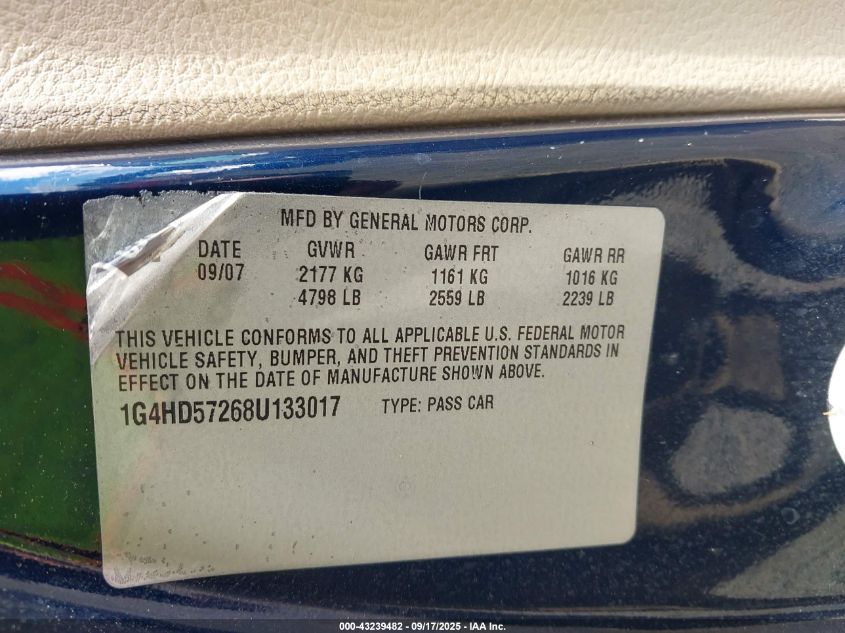 MFD BY GENERAL MOTORS CORP.
DATE GVWR GAWR FRT GAWR RR
09/07 2177 KG 1161 KG 1016 KG
4798 LB 2559 LB 2239 LB
THIS VEHICLE CONFORMS TO ALL APPLICABLE U.S. FEDERAL MOTOR
VEHICLE SAFETY, BUMPER, AND THEFT PREVENTION STANDARDS IN
EFFECT ON THE DATE OF MANUFACTURE SHOWN ABOVE.
1G4HD57268U133017 TYPE: PASS CAR
000-43239482 - 09/17/2025 - IAA Inc.